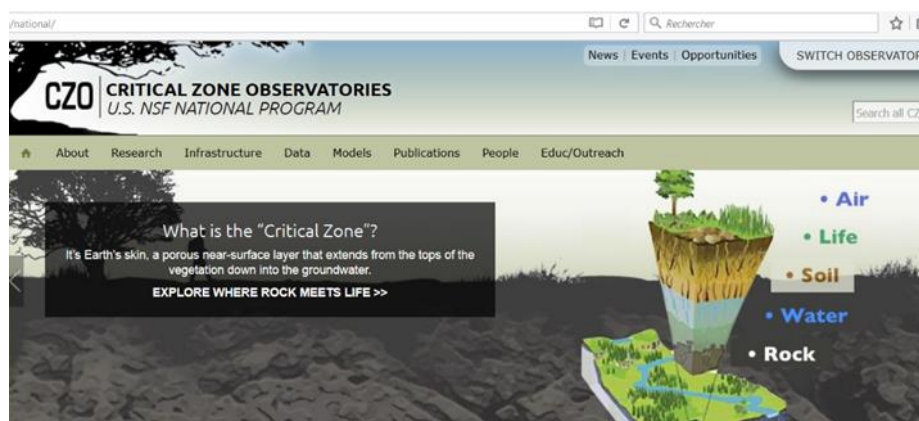 /national/
Rechercher
News | Events | Opportunities
SWITCH OBSERVATOR
CZO
CRITICAL ZONE OBSERVATORIES
U.S. NSF NATIONAL PROGRAM
Search all CZ
About Research Infrastructure Data Models Publications People Educ/Outreach
What is the “Critical Zone”?
It's Earth's skin, a porous near-surface layer that extends from the tops of the
vegetation down into the groundwater.
EXPLORE WHERE ROCK MEETS LIFE >>
• Air
• Life
• Soil
• Water
• Rock